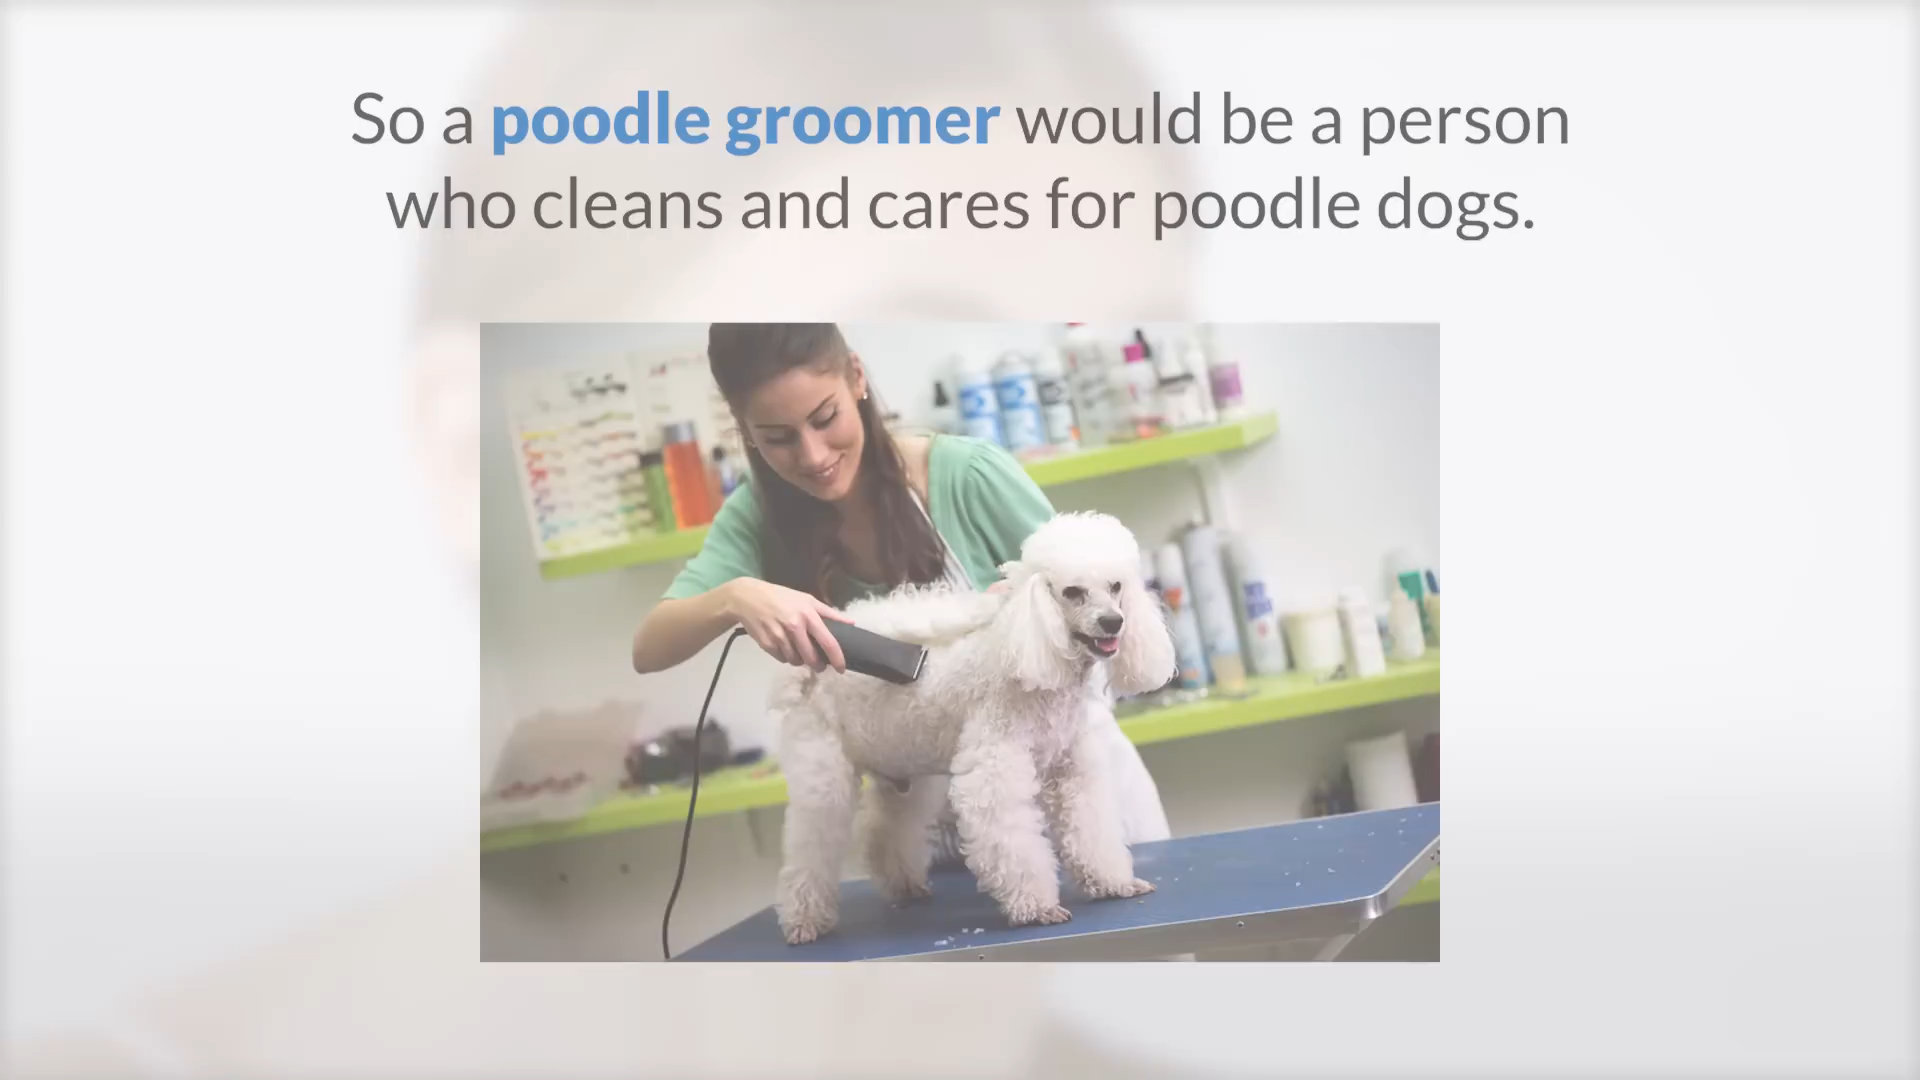 So a poodle groomer would be a person
who cleans and cares for poodle dogs.